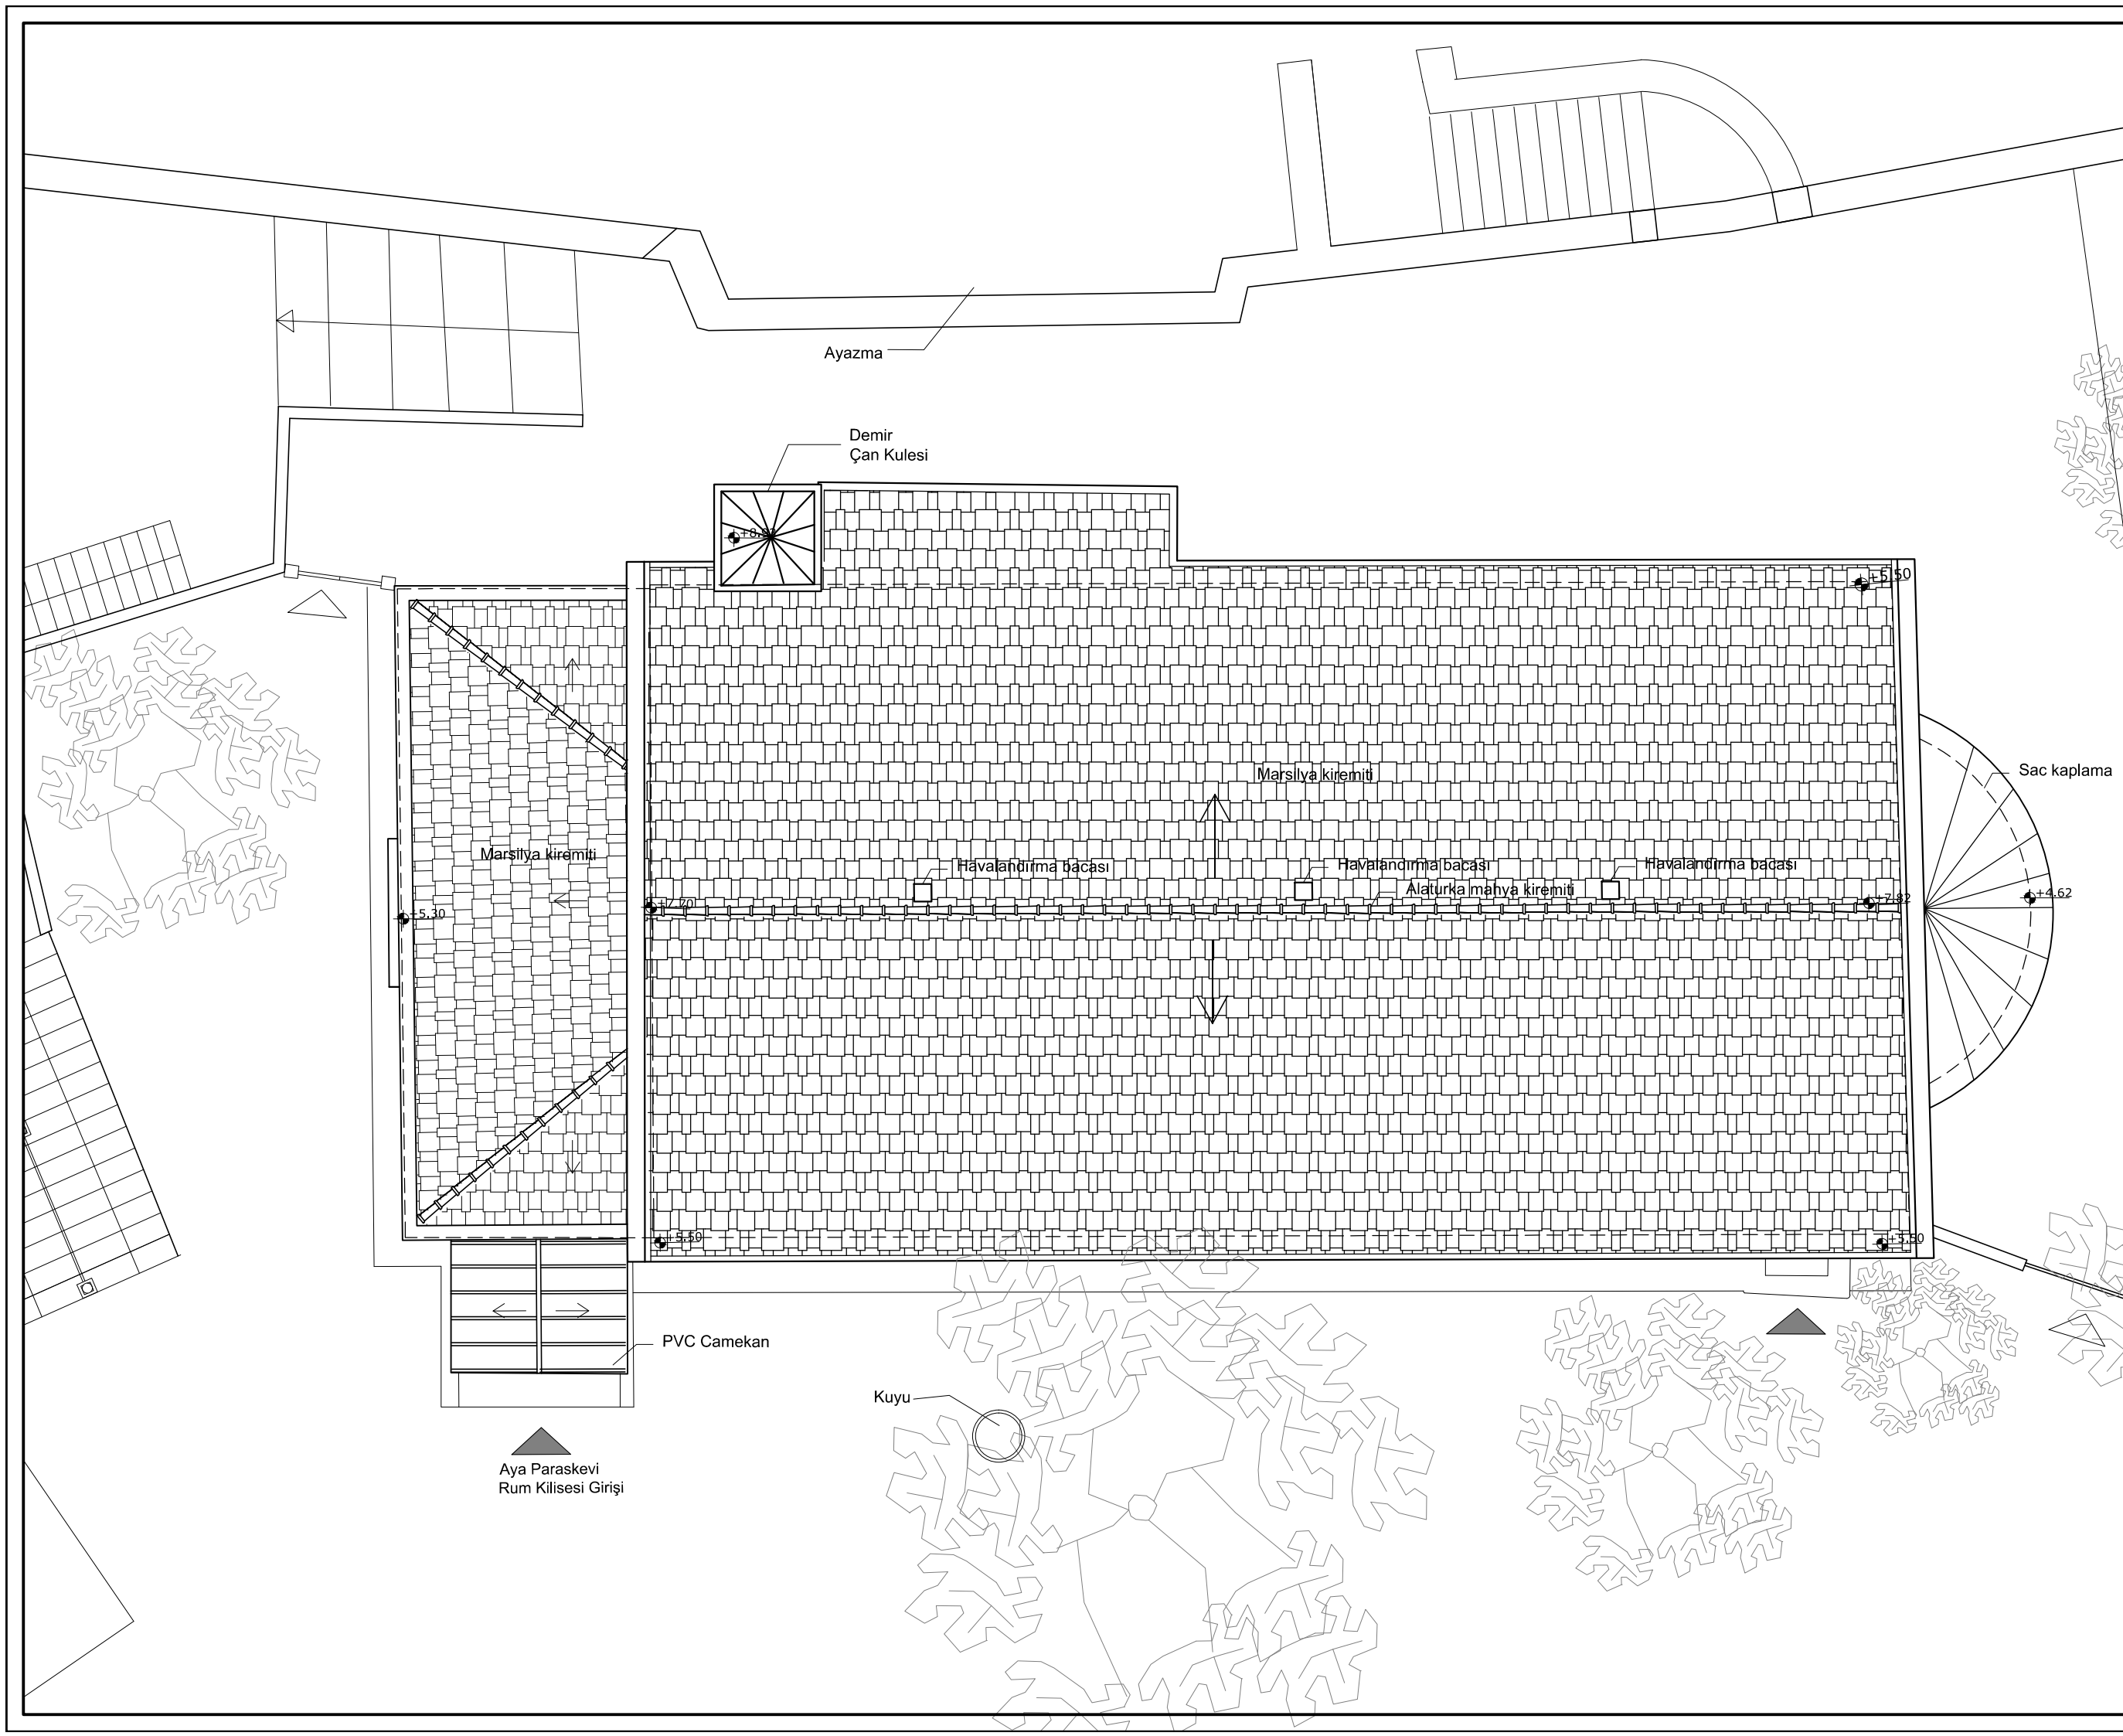 Ayazma
Demir
Çan Kulesi
+5.50
Marsilya kiremiti
Sac kaplama
Marsilya kiremiti
Havalandırma bacası
Havalandırma bacası
Havalandırma bacası
Alaturka mahya kiremiti
+5.30
+7.70
+7.82
+4.62
+5.50
+5.50
PVC Camekan
Kuyu
Aya Paraskevi
Rum Kilisesi Girişi